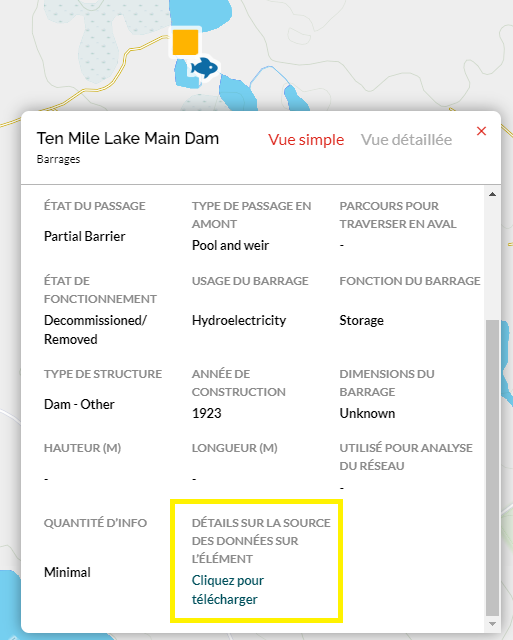 Ten Mile Lake Main Dam
Vue simple
Vue détaillée
×
Barrages
ÉTAT DU PASSAGE
Partial Barrier
TYPE DE PASSAGE EN
AMONT
Pool and weir
PARCOURS POUR
TRAVERSER EN AVAL
-
ÉTAT DE
FONCTIONNEMENT
Decommissioned/
Removed
USAGE DU BARRAGE
Hydroelectricity
FONCTION DU BARRAGE
Storage
TYPE DE STRUCTURE
Dam - Other
ANNÉE DE
CONSTRUCTION
1923
DIMENSIONS DU
BARRAGE
Unknown
HAUTEUR (M)
-
LONGUEUR (M)
-
UTILISÉ POUR ANALYSE
DU RÉSEAU
-
QUANTITÉ D'INFO
Minimal
DÉTAILS SUR LA SOURCE
DES DONNÉES SUR
L'ÉLÉMENT
Cliquez pour
télécharger